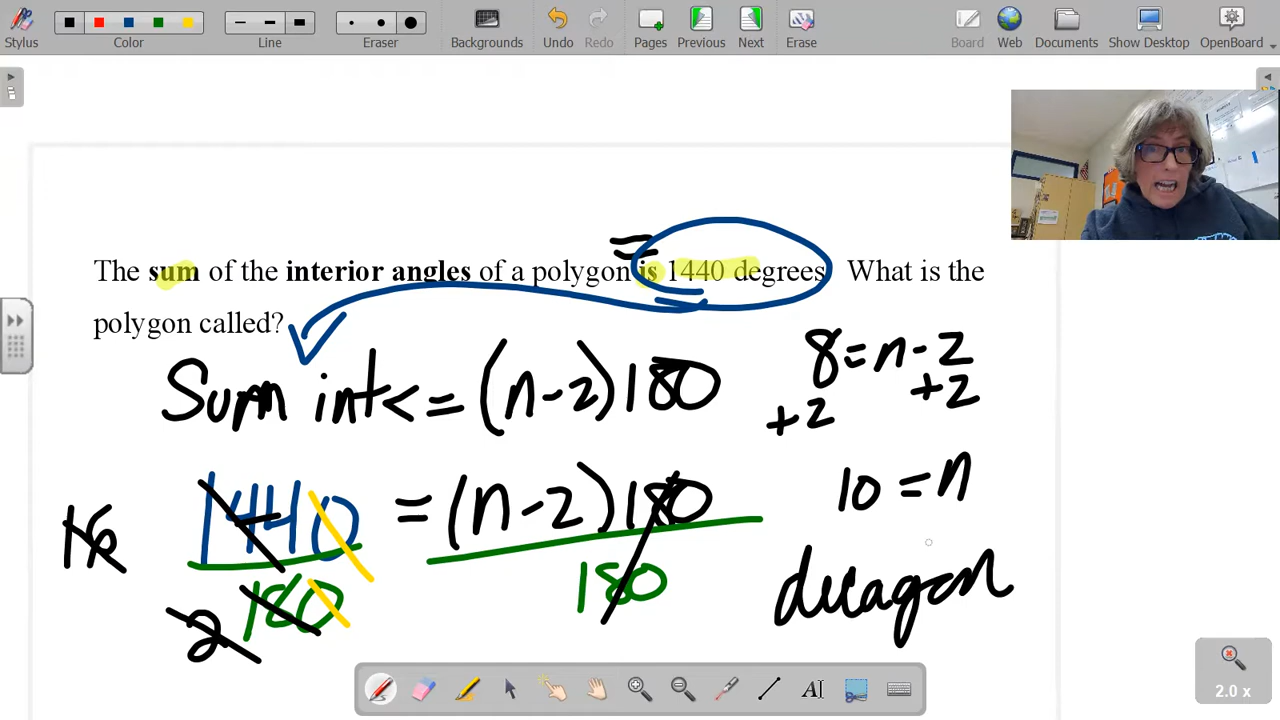 Stylus Color Line Eraser Backgrounds Undo Redo Pages Previous Next Erase Board Web Documents Show Desktop OpenBoard
=
The sum of the interior angles of a polygon is 1440 degrees. What is the
polygon called?
Sum int< = (n-2)180
8=n-2
+2 +2
1440 = (n-2)180
180 180
16
2
10 = n
decagon
2.0 x